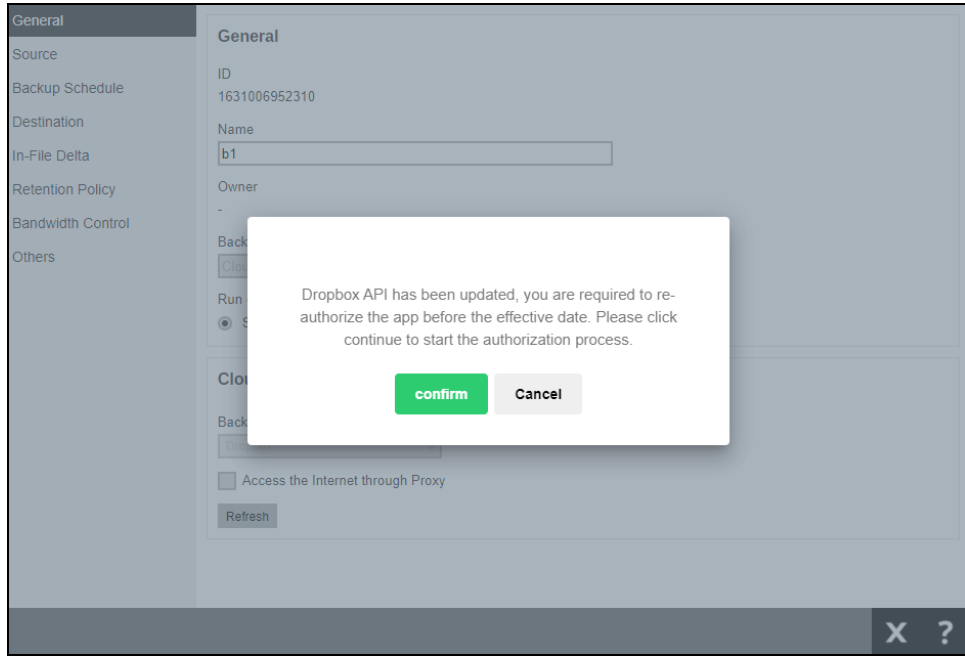 General
Source
Backup Schedule
Destination
In-File Delta
Retention Policy
Bandwidth Control
Others
General
ID
1631006952310
Name
b1
Owner
-
Back
Clou
Run
S
Dropbox API has been updated, you are required to re-
authorize the app before the effective date. Please click
continue to start the authorization process.
confirm Cancel
Clou
Back
Access the Internet through Proxy
Refresh
X ?